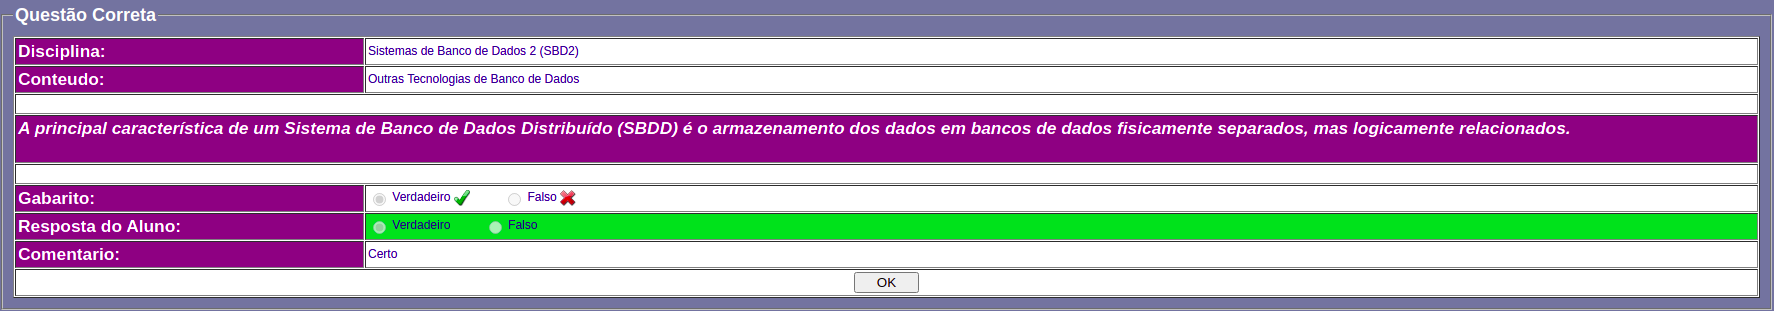 Questão Correta
Disciplina: Sistemas de Banco de Dados 2 (SBD2)
Conteudo: Outras Tecnologias de Banco de Dados
A principal característica de um Sistema de Banco de Dados Distribuído (SBDD) é o armazenamento dos dados em bancos de dados fisicamente separados, mas logicamente relacionados.
Gabarito: Verdadeiro Falso
Resposta do Aluno: Verdadeiro Falso
Comentario: Certo
OK